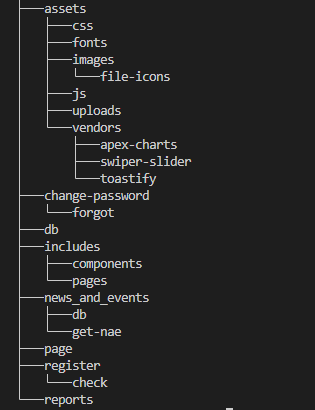 ├───assets
│   ├───css
│   ├───fonts
│   ├───images
│   │   └───file-icons
│   ├───js
│   ├───uploads
│   └───vendors
│       ├───apex-charts
│       ├───swiper-slider
│       └───toastify
├───change-password
│   └───forgot
├───db
├───includes
│   ├───components
│   └───pages
├───news_and_events
│   ├───db
│   └───get-nae
├───page
├───register
│   └───check
└───reports